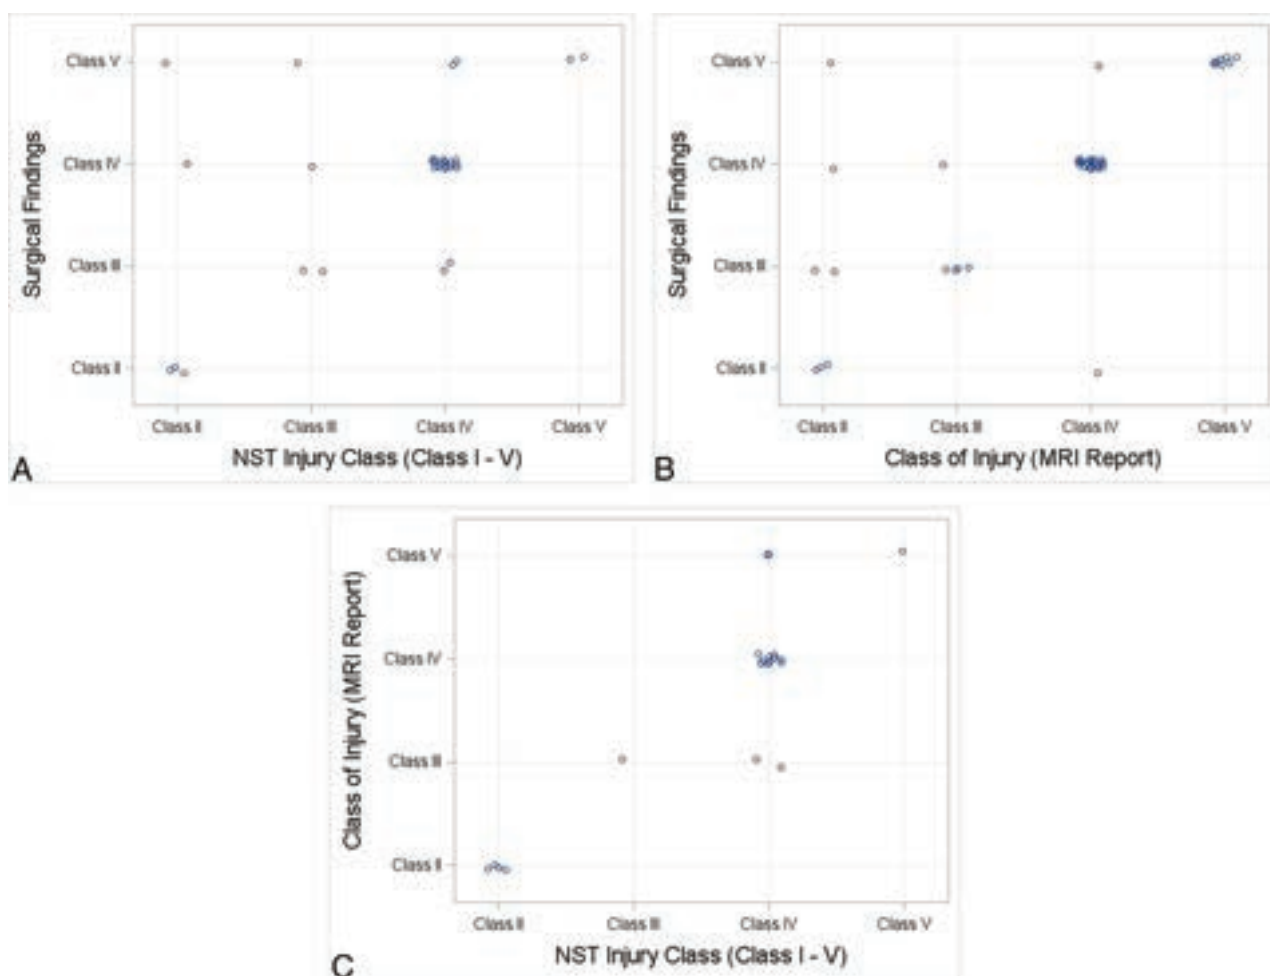 Surgical Findings
Class V
Class IV
Class III
Class II
Class II Class III Class IV Class V
NST Injury Class (Class I - V)
A
Surgical Findings
Class V
Class IV
Class III
Class II
Class II Class III Class IV Class V
Class of Injury (MRI Report)
B
Class of Injury (MRI Report)
Class V
Class IV
Class III
Class II
Class II Class III Class IV Class V
NST Injury Class (Class I - V)
C